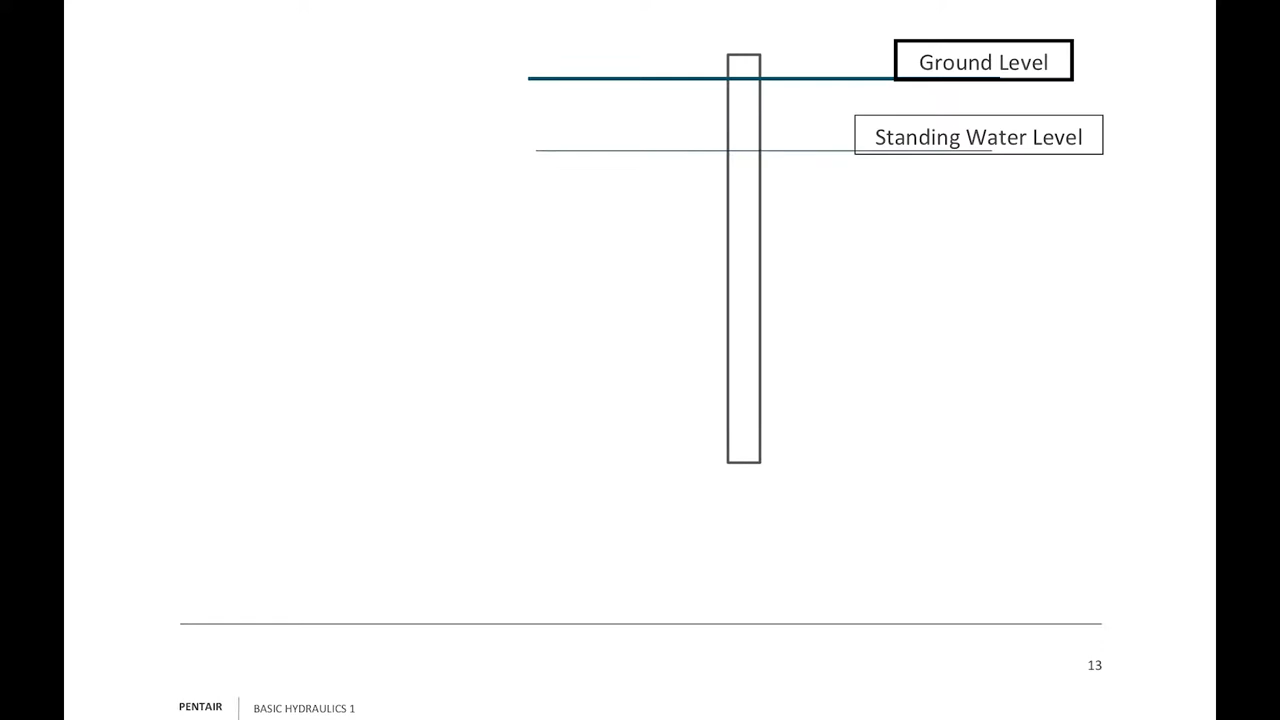 Ground Level
Standing Water Level
13
PENTAIR
BASIC HYDRAULICS 1